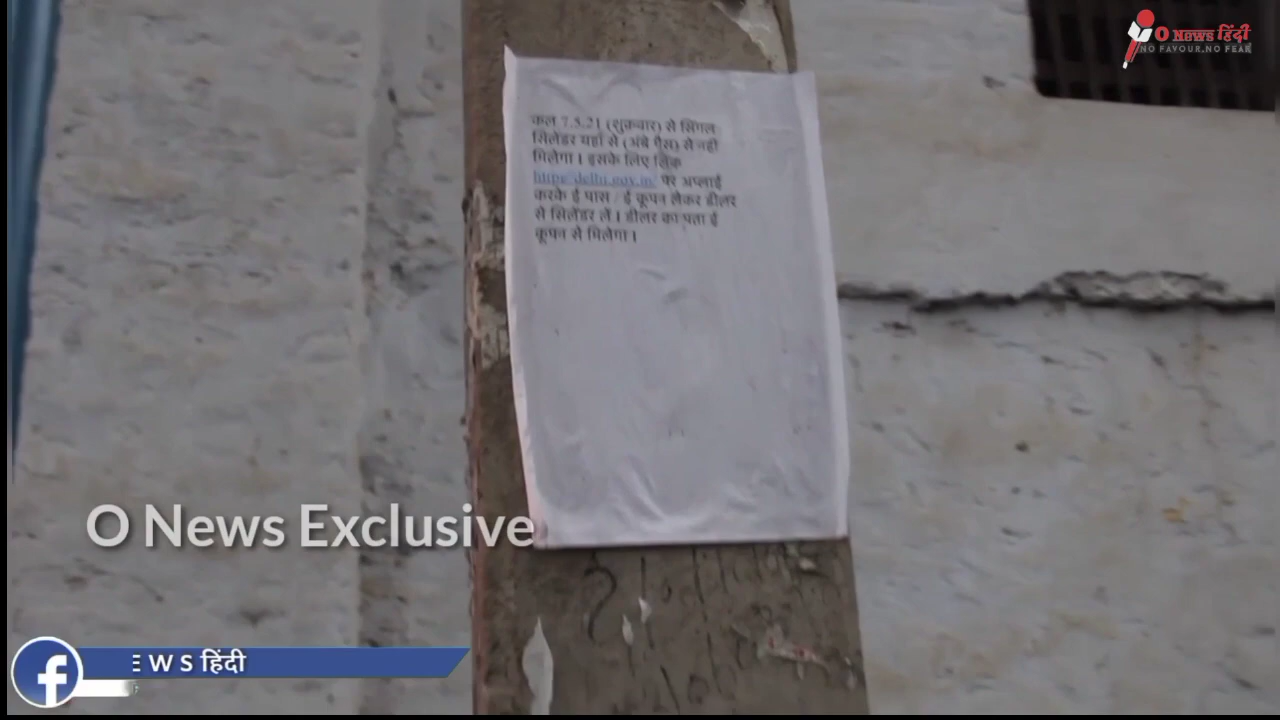 O News हिंदी
NO FAVOUR,NO FEAR
कल 7.5.21 (शुक्रवार) से सिंगल
सिलेंडर यहाँ से (अंबे गैस) से नहीं
मिलेगा I इसके लिए लिंक
http//delhi.gov.in/ पर अप्लाई
करके ई पास / ई कूपन लेकर डीलर
से सिलेंडर लें I डीलर का पता ई
कूपन से मिलेगा I
O News Exclusive
E W S हिंदी